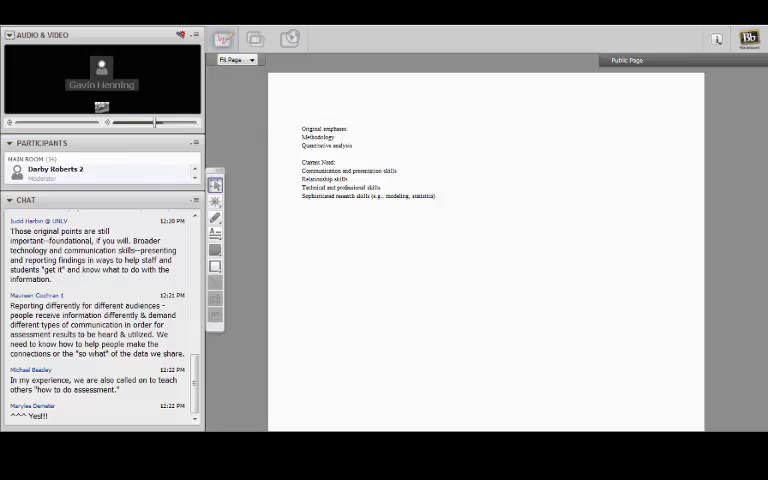 AUDIO & VIDEO
Gavin Henning
PARTICIPANTS
MAIN ROOM (34)
Darby Roberts 2
Moderator
CHAT
Judd Harbin @ UNLV 12:20 PM
Those original points are still
important--foundational, if you will. Broader
technology and communication skills--presenting
and reporting findings in ways to help staff and
students "get it" and know what to do with the
information.
Maureen Cochran 1 12:21 PM
Reporting differently for different audiences -
people receive information differently & demand
different types of communication in order for
assessment results to be heard & utilized. We
need to know how to help people make the
connections or the "so what" of the data we share.
Michael Beazley 12:22 PM
In my experience, we are also called on to teach
others "how to do assessment."
Marylee Demeter 12:22 PM
^^^ Yes!!!
Fit Page
Public Page
Bb
Original emphases:
Methodology
Quantitative analysis
Current Need:
Communication and presentation skills
Relationship skills
Technical and professional skills
Sophisticated research skills (e.g., modeling, statistics)